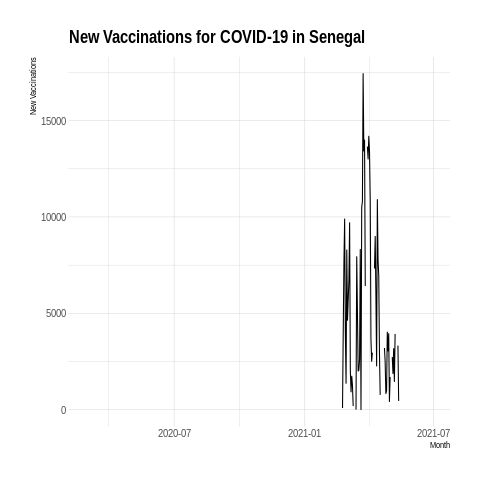 New Vaccinations for COVID-19 in Senegal
New Vaccinations
15000
10000
5000
0
2020-07
2021-01
2021-07
Month